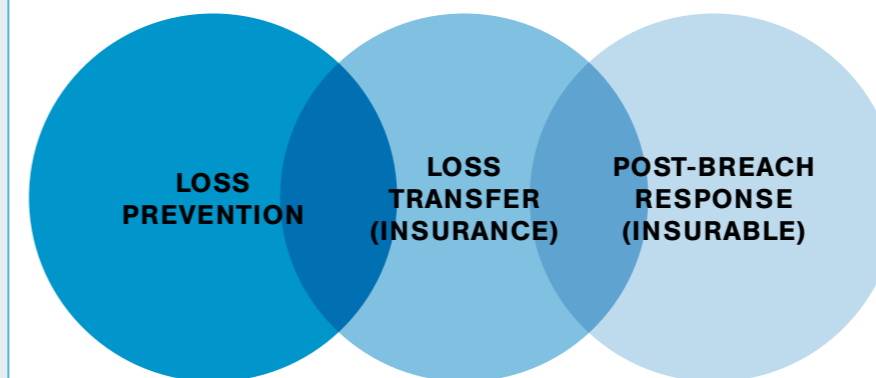 LOSS
PREVENTION
LOSS
TRANSFER
(INSURANCE)
POST-BREACH
RESPONSE
(INSURABLE)